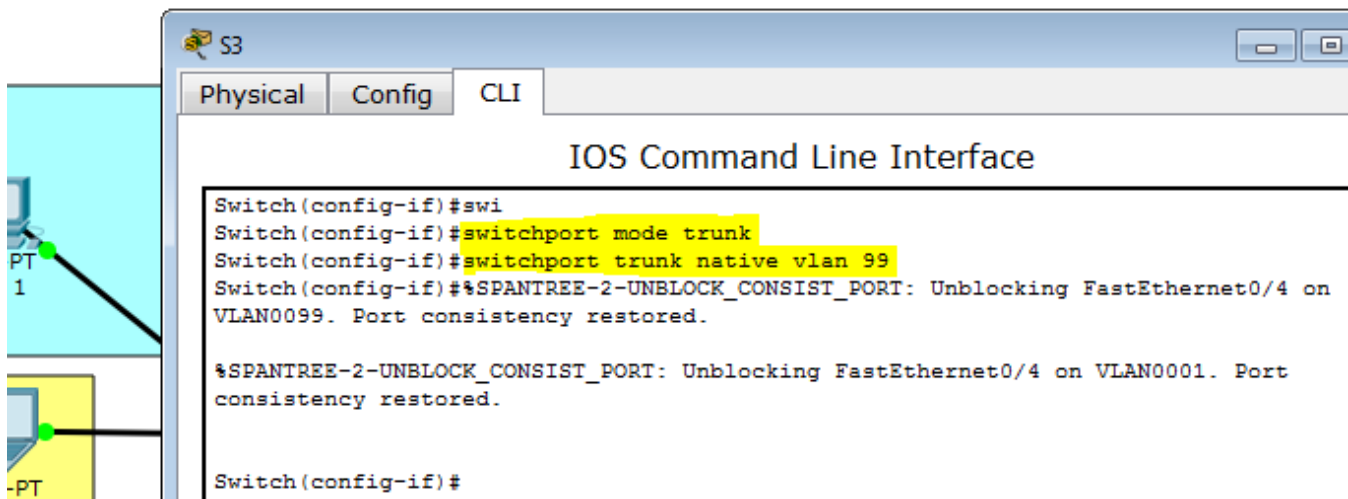 S3
Physical Config CLI
IOS Command Line Interface
Switch(config-if)#swi
Switch(config-if)#switchport mode trunk
Switch(config-if)#switchport trunk native vlan 99
Switch(config-if)#%SPANTREE-2-UNBLOCK_CONSIST_PORT: Unblocking FastEthernet0/4 on
VLAN0099. Port consistency restored.
%SPANTREE-2-UNBLOCK_CONSIST_PORT: Unblocking FastEthernet0/4 on VLAN0001. Port
consistency restored.
Switch(config-if)#
PT
1
-PT